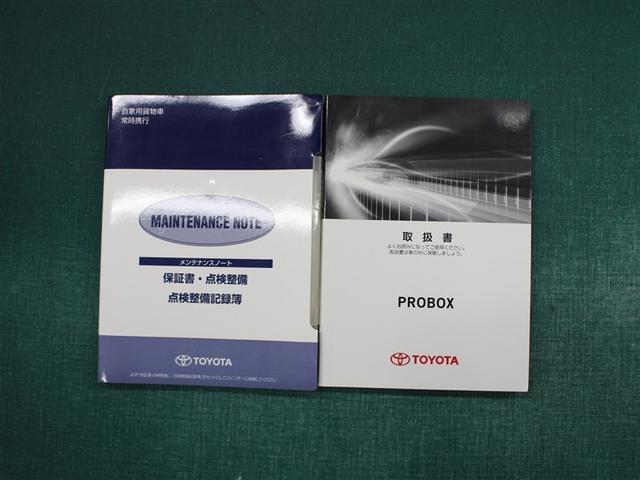 自家用貨物車
常時携行
MAINTENANCE NOTE
メンテナンスノート
保証書・点検整備
点検整備記録簿
TOYOTA
取扱書
よくお読みになってご使用ください。
取扱書は車の中に保管しましょう。
PROBOX
TOYOTA